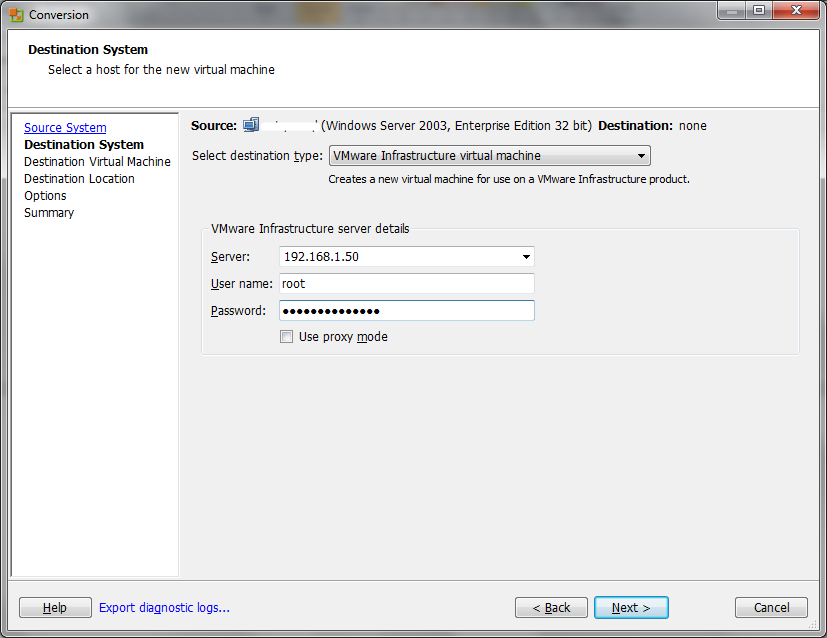 Conversion
Destination System
Select a host for the new virtual machine
Source System
Destination System
Destination Virtual Machine
Destination Location
Options
Summary
Source: (Windows Server 2003, Enterprise Edition 32 bit) Destination: none
Select destination type: VMware Infrastructure virtual machine
Creates a new virtual machine for use on a VMware Infrastructure product.
VMware Infrastructure server details
Server: 192.168.1.50
User name: root
Password: ••••••••••••••
Use proxy mode
Help Export diagnostic logs... < Back Next > Cancel